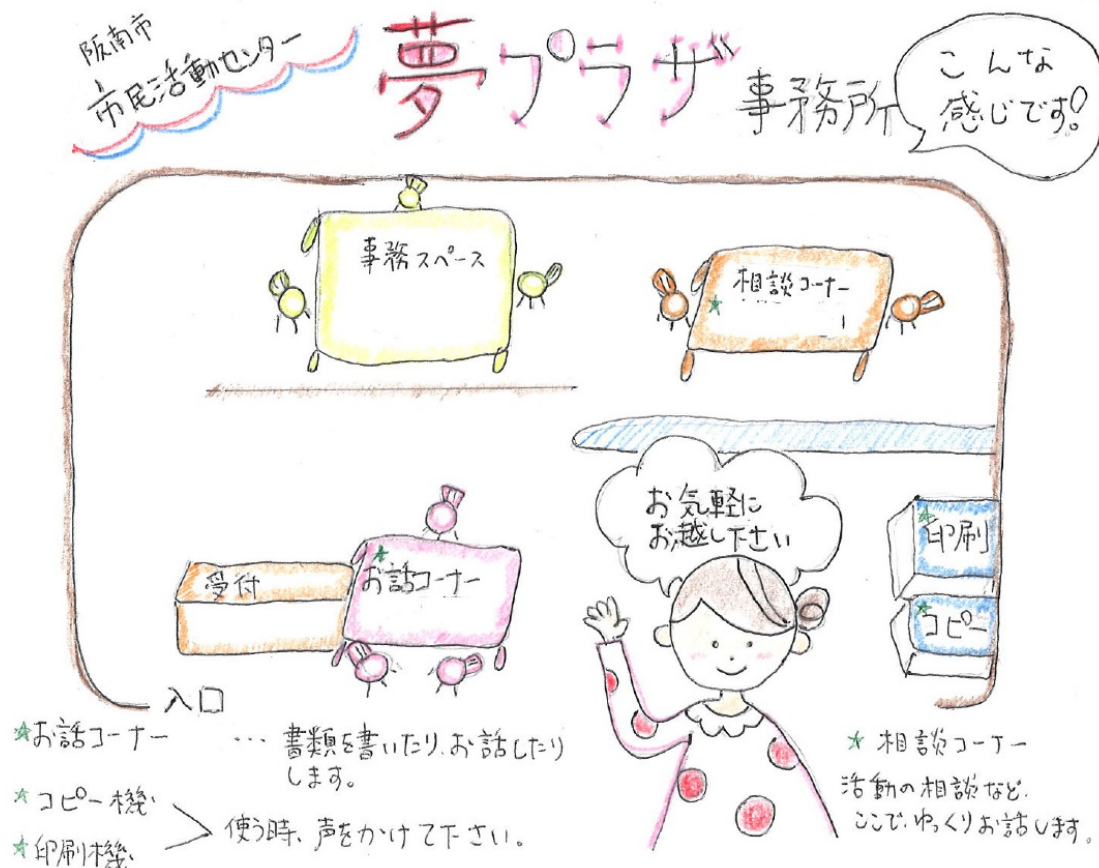 阪南市
市民活動センター
夢プラザ 事務所
こんな
感じです!
事務スペース
相談コーナー
お気軽に
お越し下さい
印刷
コピー
受付
お話コーナー
入口
★お話コーナー … 書類を書いたり、お話したり
します。
★コピー機
★印刷機
使う時、声をかけて下さい。
★相談コーナー
活動の相談など、
ここで、ゆっくりお話します。